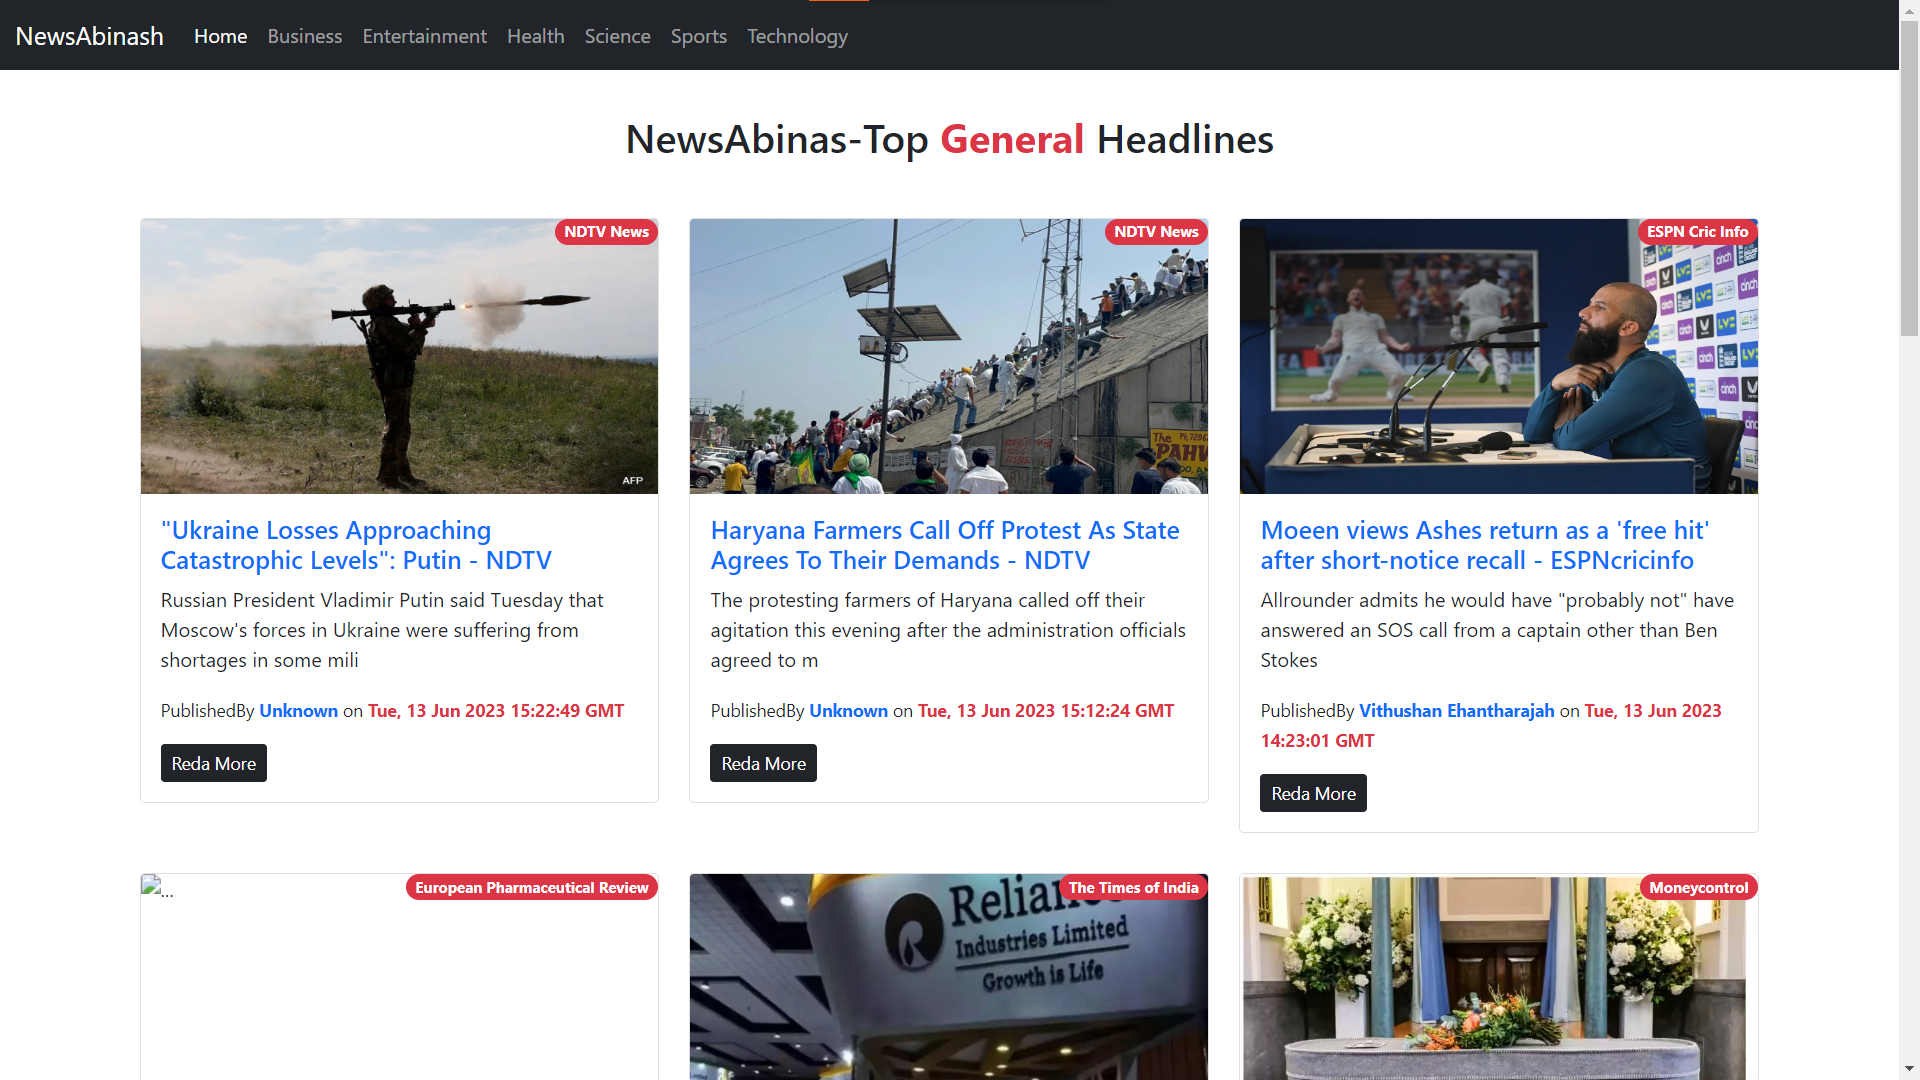 NewsAbinash Home Business Entertainment Health Science Sports Technology
NewsAbinas-Top General Headlines
NDTV News
NDTV News
ESPN Cric Info
AFP
"Ukraine Losses Approaching
Catastrophic Levels": Putin - NDTV
Russian President Vladimir Putin said Tuesday that
Moscow's forces in Ukraine were suffering from
shortages in some mili
PublishedBy Unknown on Tue, 13 Jun 2023 15:22:49 GMT
Reda More
The
PAHW
Haryana Farmers Call Off Protest As State
Agrees To Their Demands - NDTV
The protesting farmers of Haryana called off their
agitation this evening after the administration officials
agreed to m
PublishedBy Unknown on Tue, 13 Jun 2023 15:12:24 GMT
Reda More
cinch
LV=
Moeen views Ashes return as a 'free hit'
after short-notice recall - ESPNcricinfo
Allrounder admits he would have "probably not" have
answered an SOS call from a captain other than Ben
Stokes
PublishedBy Vithushan Ehantharajah on Tue, 13 Jun 2023
14:23:01 GMT
Reda More
...
European Pharmaceutical Review
The Times of India
Relianc
Industries Limited
Growth is Life
Moneycontrol